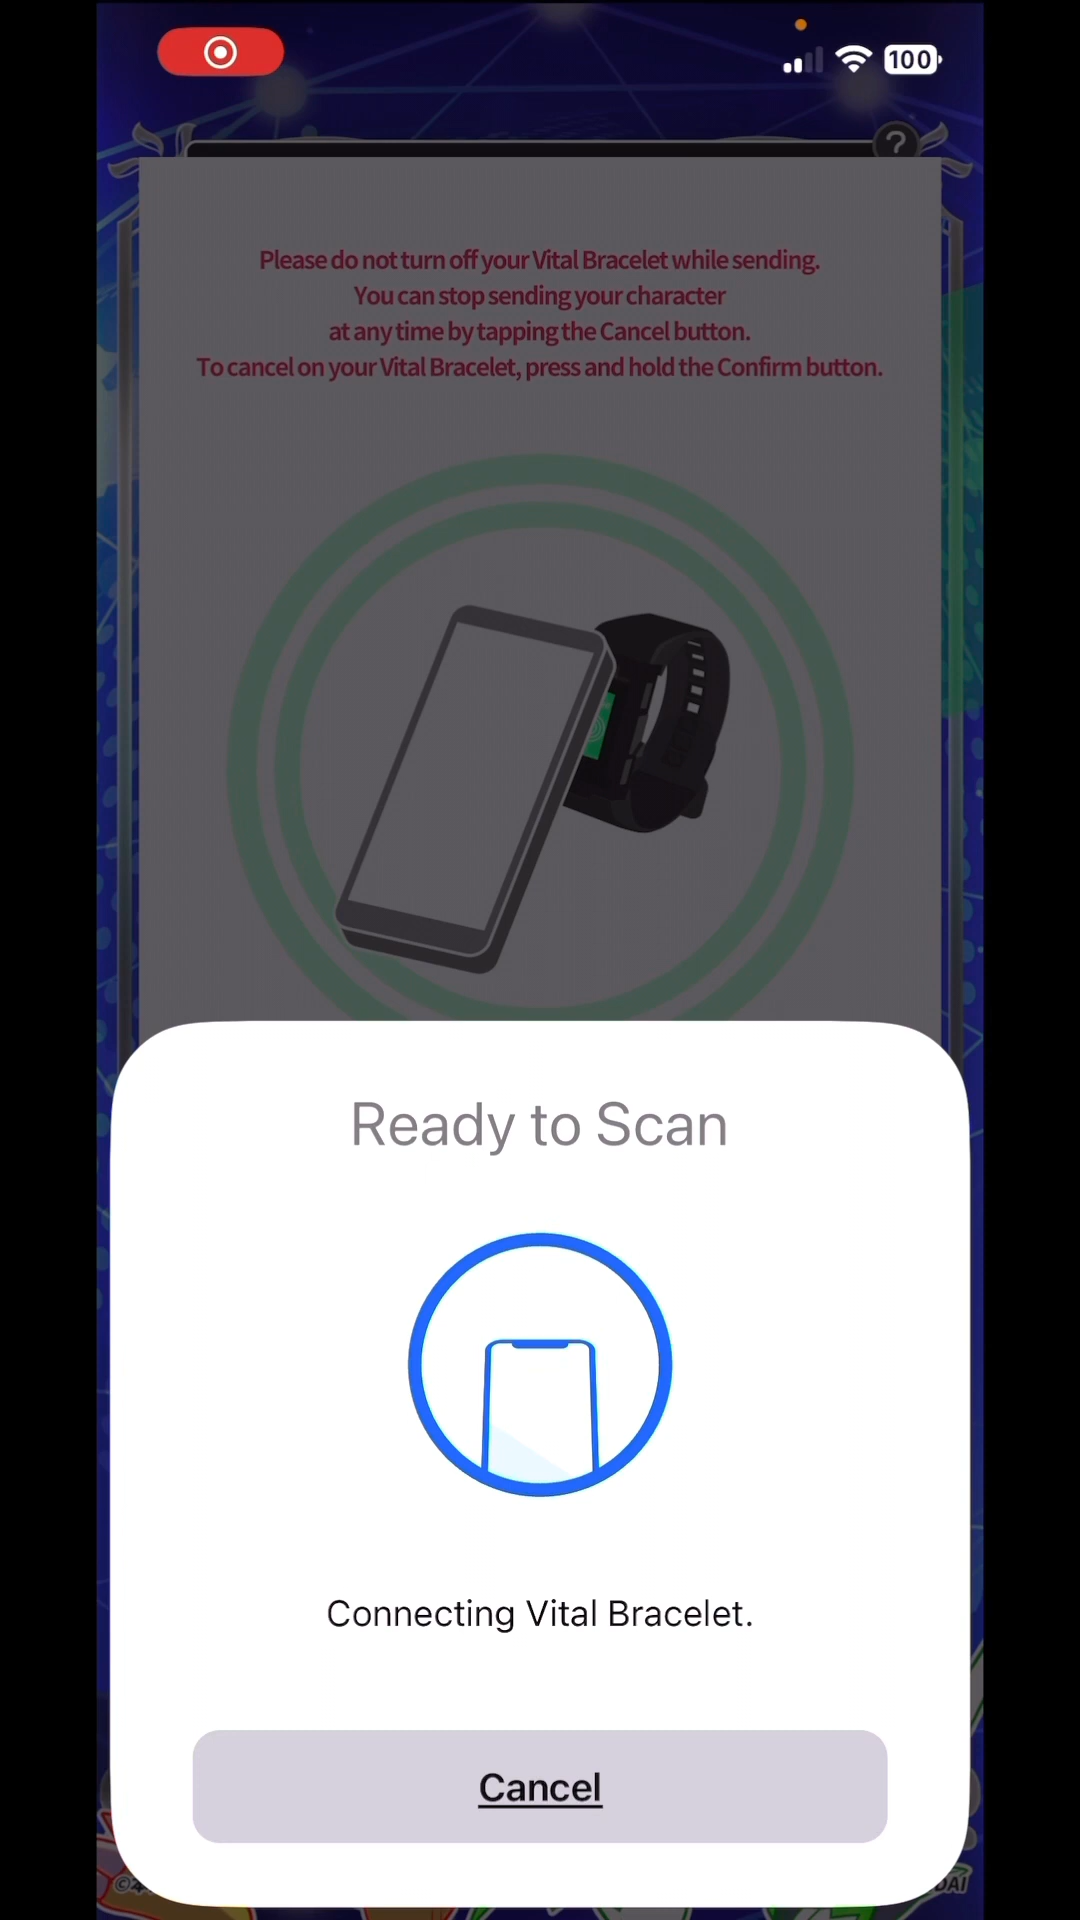 100
?
Please do not turn off your Vital Bracelet while sending.
You can stop sending your character
at any time by tapping the Cancel button.
To cancel on your Vital Bracelet, press and hold the Confirm button.
Ready to Scan
Connecting Vital Bracelet.
Cancel